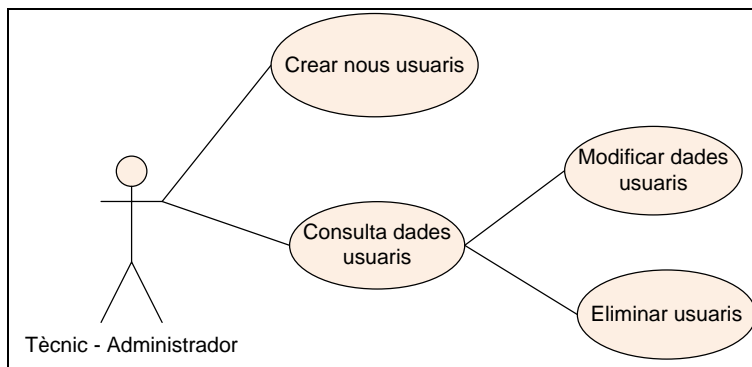 Crear nous usuaris
Modificar dades
usuaris
Consulta dades
usuaris
Eliminar usuaris
Tècnic - Administrador